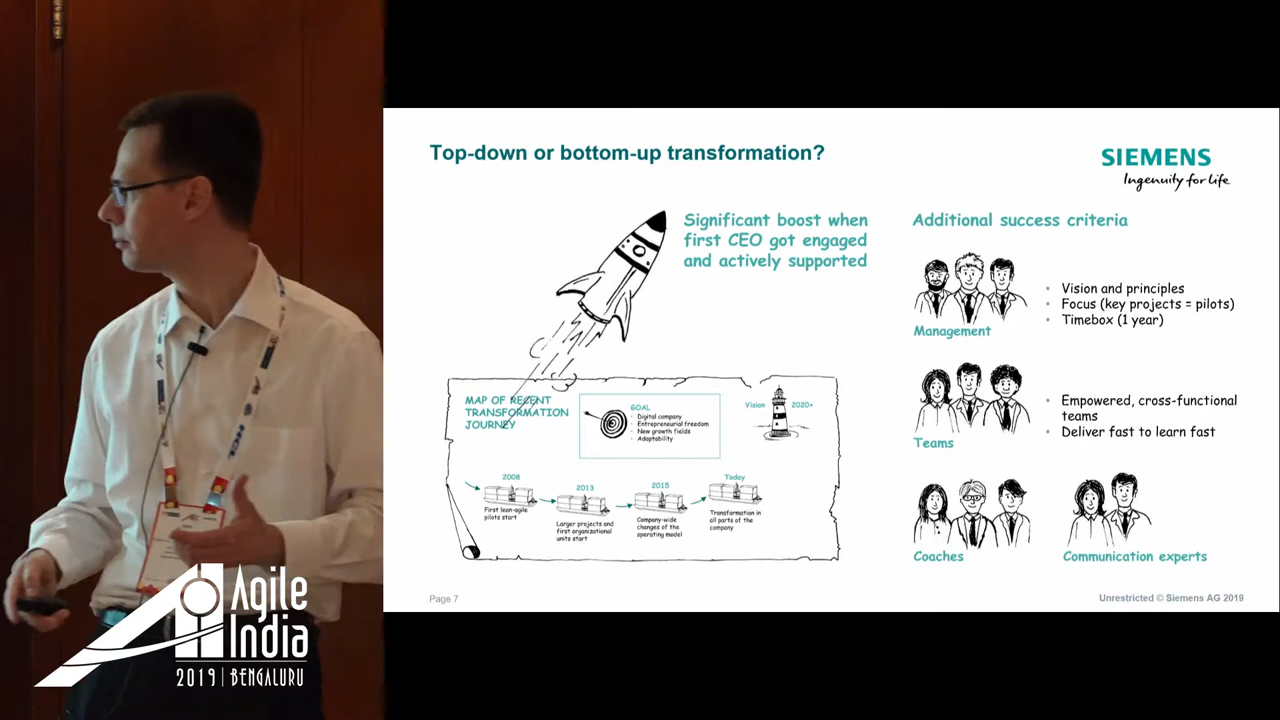 Top-down or bottom-up transformation?
SIEMENS
Ingenuity for life
Significant boost when
first CEO got engaged
and actively supported
MAP OF RECENT
TRANSFORMATION
JOURNEY
GOAL
• Digital company
• Entrepreneurial freedom
• New growth fields
• Adaptability
Vision 2020+
2008
First lean-agile
pilots start
2013
Larger projects and
first organizational
units start
2015
Company-wide
changes of the
operating model
Today
Transformation in
all parts of the
company
Additional success criteria
Management
• Vision and principles
• Focus (key projects = pilots)
• Timebox (1 year)
Teams
• Empowered, cross-functional
teams
• Deliver fast to learn fast
Coaches
Communication experts
Page 7
Unrestricted © Siemens AG 2019
Agile
India
2019 | BENGALURU